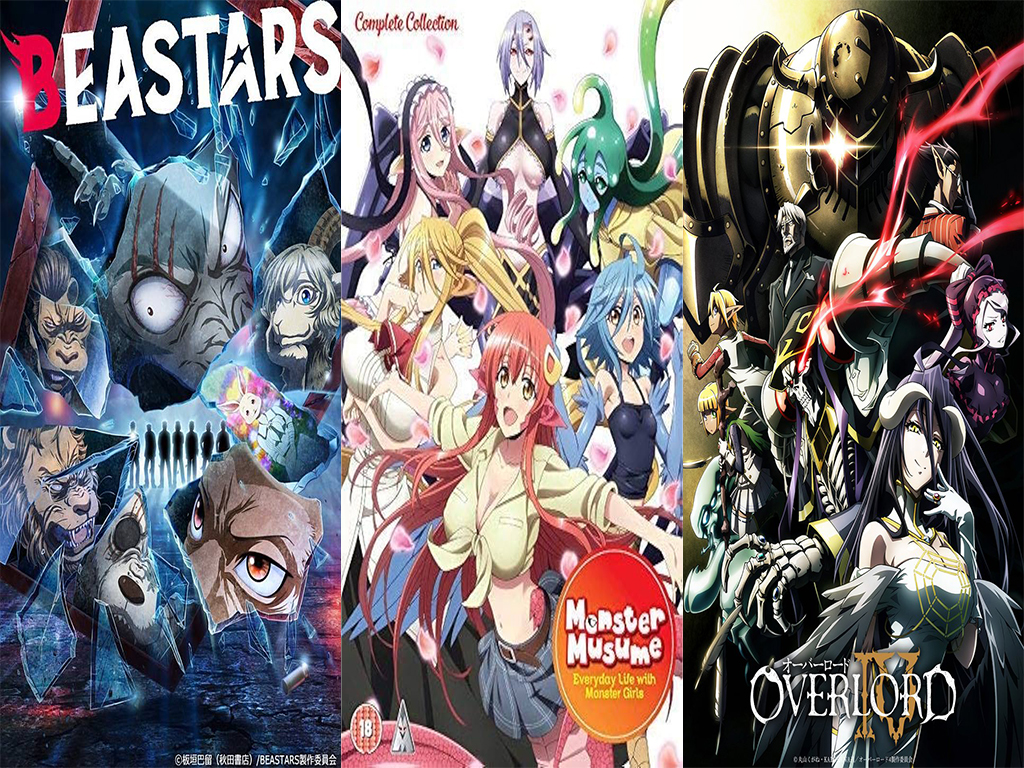 BEASTARS
©板垣巴留(秋田書店)/BEASTARS製作委員会
Complete Collection
Monster
Musume
Everyday Life with
Monster Girls
18
オーバーロード
OVERLORD
IV